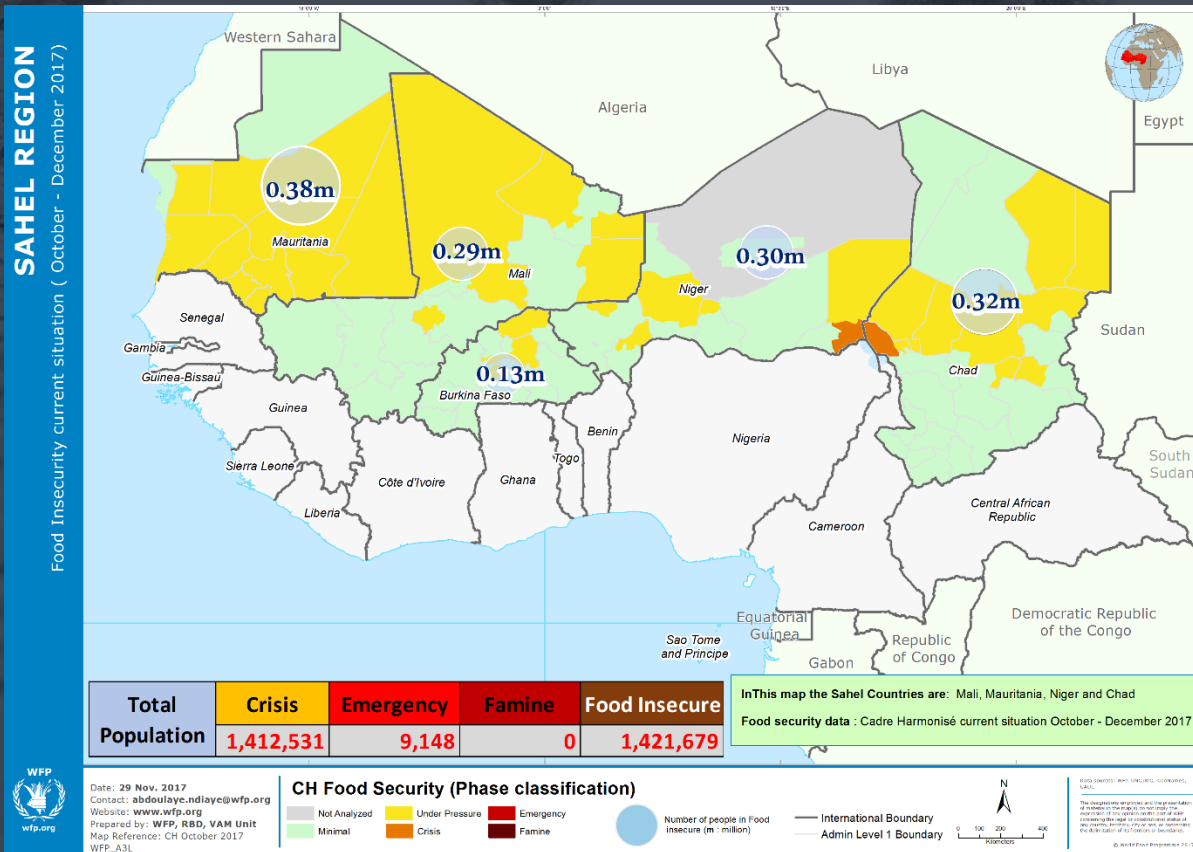 SAHEL REGION
Food Insecurity current situation ( October - December 2017)
Western Sahara
Libya
Algeria
Egypt
0.38m
Mauritania
0.29m
Mali
0.30m
Niger
0.32m
Chad
Sudan
Senegal
Gambia
Guinea-Bissau
0.13m
Burkina Faso
Guinea
Benin
Nigeria
South
Sudan
Sierra Leone
Togo
Côte d'Ivoire
Ghana
Liberia
Central African
Republic
Cameroon
Equatorial
Guinea
Democratic Republic
of the Congo
Sao Tome
and Principe
Republic
of Congo
Gabon
Total
Population
Crisis
Emergency
Famine
Food Insecure
1,412,531
9,148
0
1,421,679
InThis map the Sahel Countries are: Mali, Mauritania, Niger and Chad
Food security data : Cadre Harmonisé current situation October - December 2017
WFP
wfp.org
Date: 29 Nov. 2017
Contact: abdoulaye.ndiaye@wfp.org
Website: www.wfp.org
Prepared by: WFP, RBD, VAM Unit
Map Reference: CH October 2017
WFP_A3L
CH Food Security (Phase classification)
Not Analyzed
Under Pressure
Emergency
Minimal
Crisis
Famine
Number of people in Food
insecure (m : million)
International Boundary
Admin Level 1 Boundary
N
0 100 200 400
Kilometers
© World Food Programme 2017